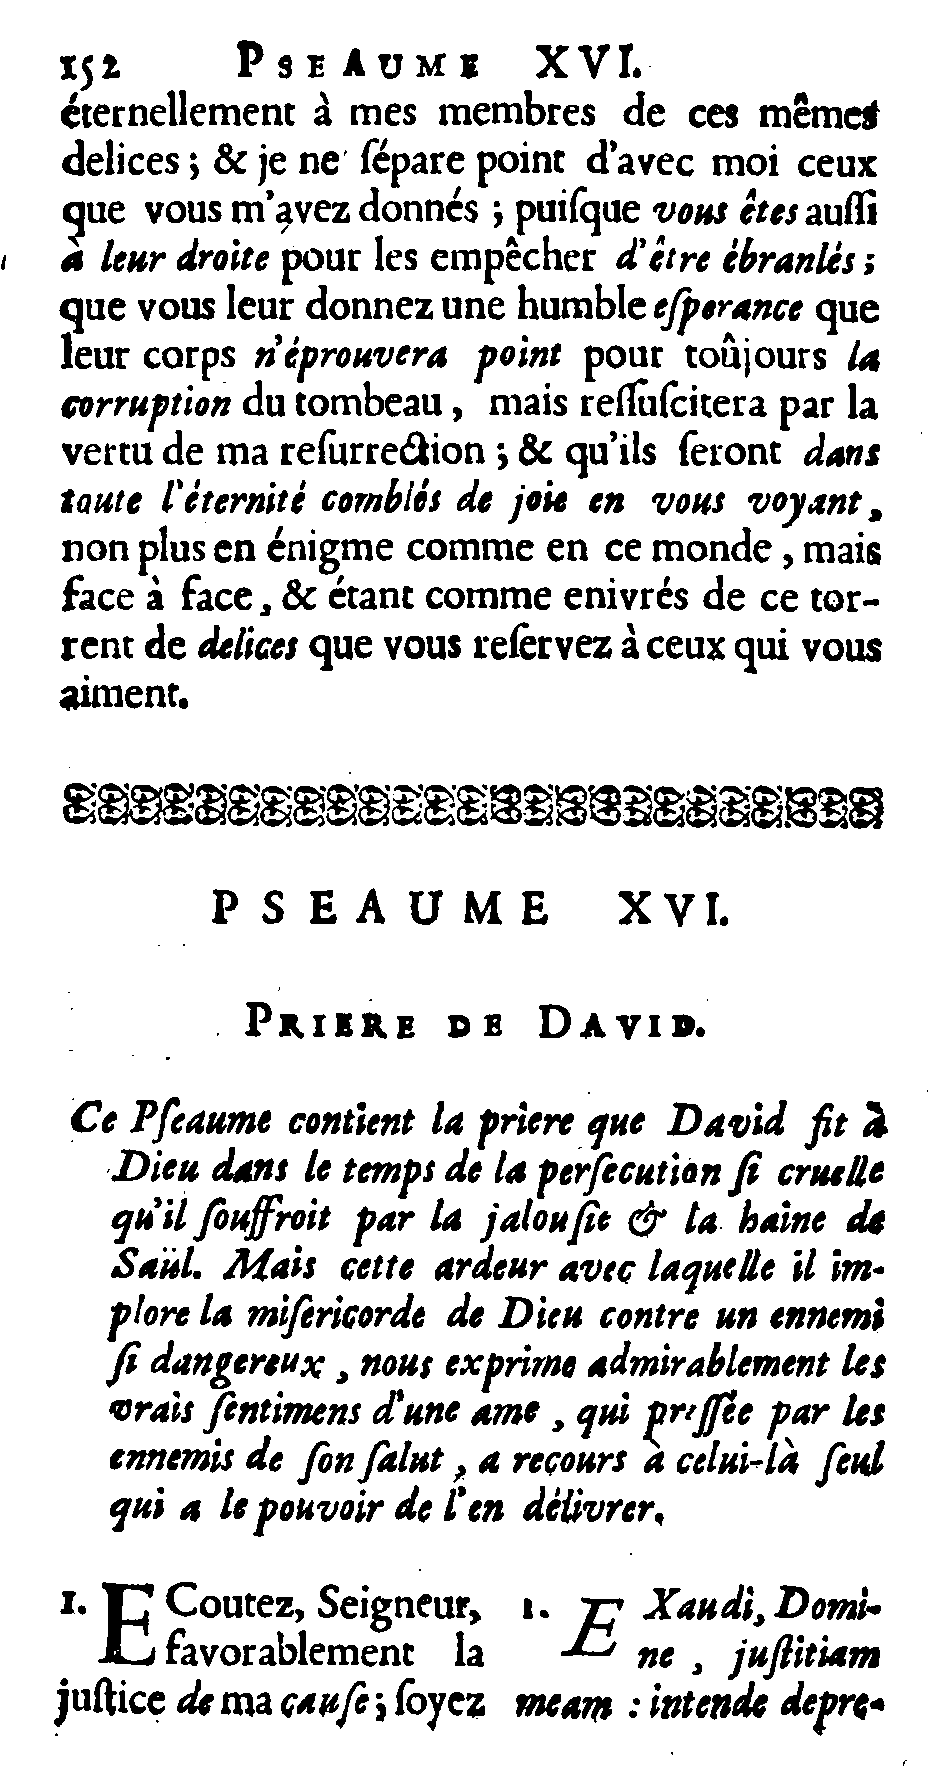 152 PSEAUME XVI.
éternellement à mes membres de ces mêmes
delices ; & je ne ſépare point d'avec moi ceux
que vous m'avez donnés ; puiſque vous êtes auſſi
à leur droite pour les empêcher d'être ébranlés ;
que vous leur donnez une humble eſperance que
leur corps n'éprouvera point pour toûjours la
corruption du tombeau , mais reſſuſcitera par la
vertu de ma reſurrection ; & qu'ils ſeront dans
toute l'éternité comblés de joie en vous voyant ,
non plus en énigme comme en ce monde , mais
face à face , & étant comme enivrés de ce tor-
rent de delices que vous reſervez à ceux qui vous
aiment.
PSEAUME XVI.
PRIERE DE DAVID.
Ce Pſeaume contient la priere que David fit à
Dieu dans le temps de la perſecution ſi cruelle
qu'il ſouffroit par la jalouſie & la haine de
Saül. Mais cette ardeur avec laquelle il im-
plore la miſericorde de Dieu contre un ennemi
ſi dangereux , nous exprime admirablement les
vrais ſentimens d'une ame , qui preſſée par les
ennemis de ſon ſalut , a recours à celui-là ſeul
qui a le pouvoir de l'en délivrer.
1. ECoutez, Seigneur,
favorablement la
juſtice de ma cauſe ; ſoyez
1. EXaudi, Domi-
ne , juſtitiam
meam : intende depre-